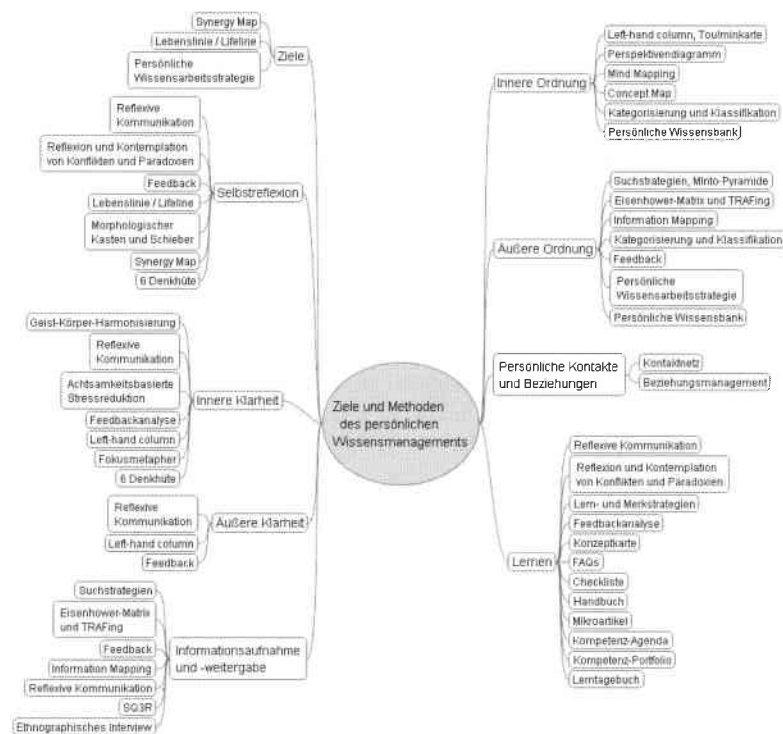 Ziele und Methoden
des persönlichen
Wissensmanagements
Ziele
Synergy Map
Lebenslinie / Lifeline
Persönliche
Wissensarbeitsstrategie
Selbstreflexion
Reflexive
Kommunikation
Reflexion und Kontemplation
von Konflikten und Paradoxien
Feedback
Lebenslinie / Lifeline
Morphologischer
Kasten und Schieber
Synergy Map
6 Denkhüte
Innere Klarheit
Geist-Körper-Harmonisierung
Reflexive
Kommunikation
Achtsamkeitsbasierte
Stressreduktion
Feedbackanalyse
Left-hand column
Fokusmetapher
6 Denkhüte
Äußere Klarheit
Reflexive
Kommunikation
Left-hand column
Feedback
Informationsaufnahme
und -weitergabe
Suchstrategien
Eisenhower-Matrix
und TRAFing
Feedback
Information Mapping
Reflexive Kommunikation
SQ3R
Ethnographisches Interview
Innere Ordnung
Left-hand column, Toulminkarte
Perspektivendiagramm
Mind Mapping
Concept Map
Kategorisierung und Klassifikation
Persönliche Wissensbank
Äußere Ordnung
Suchstrategien, Minto-Pyramide
Eisenhower-Matrix und TRAFing
Information Mapping
Kategorisierung und Klassifikation
Feedback
Persönliche
Wissensarbeitsstrategie
Persönliche Wissensbank
Persönliche Kontakte
und Beziehungen
Kontaktnetz
Beziehungsmanagement
Lernen
Reflexive Kommunikation
Reflexion und Kontemplation
von Konflikten und Paradoxien
Lern- und Merkstrategien
Feedbackanalyse
Konzeptkarte
FAQs
Checkliste
Handbuch
Mikroartikel
Kompetenz-Agenda
Kompetenz-Portfolio
Lerntagebuch